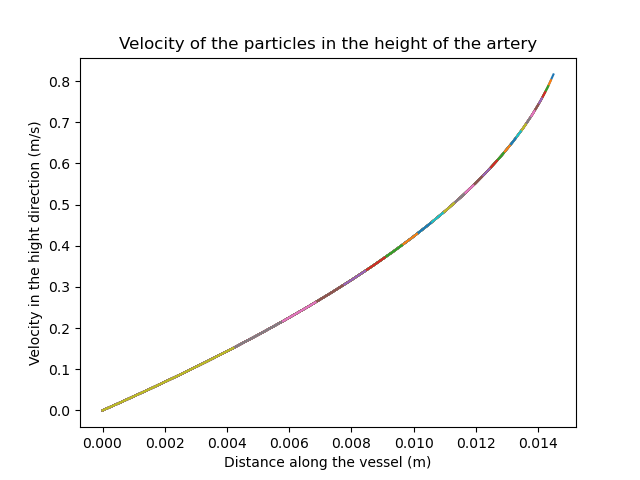 Velocity of the particles in the height of the artery
Velocity in the hight direction (m/s)
0.8
0.7
0.6
0.5
0.4
0.3
0.2
0.1
0.0
0.000 0.002 0.004 0.006 0.008 0.010 0.012 0.014
Distance along the vessel (m)